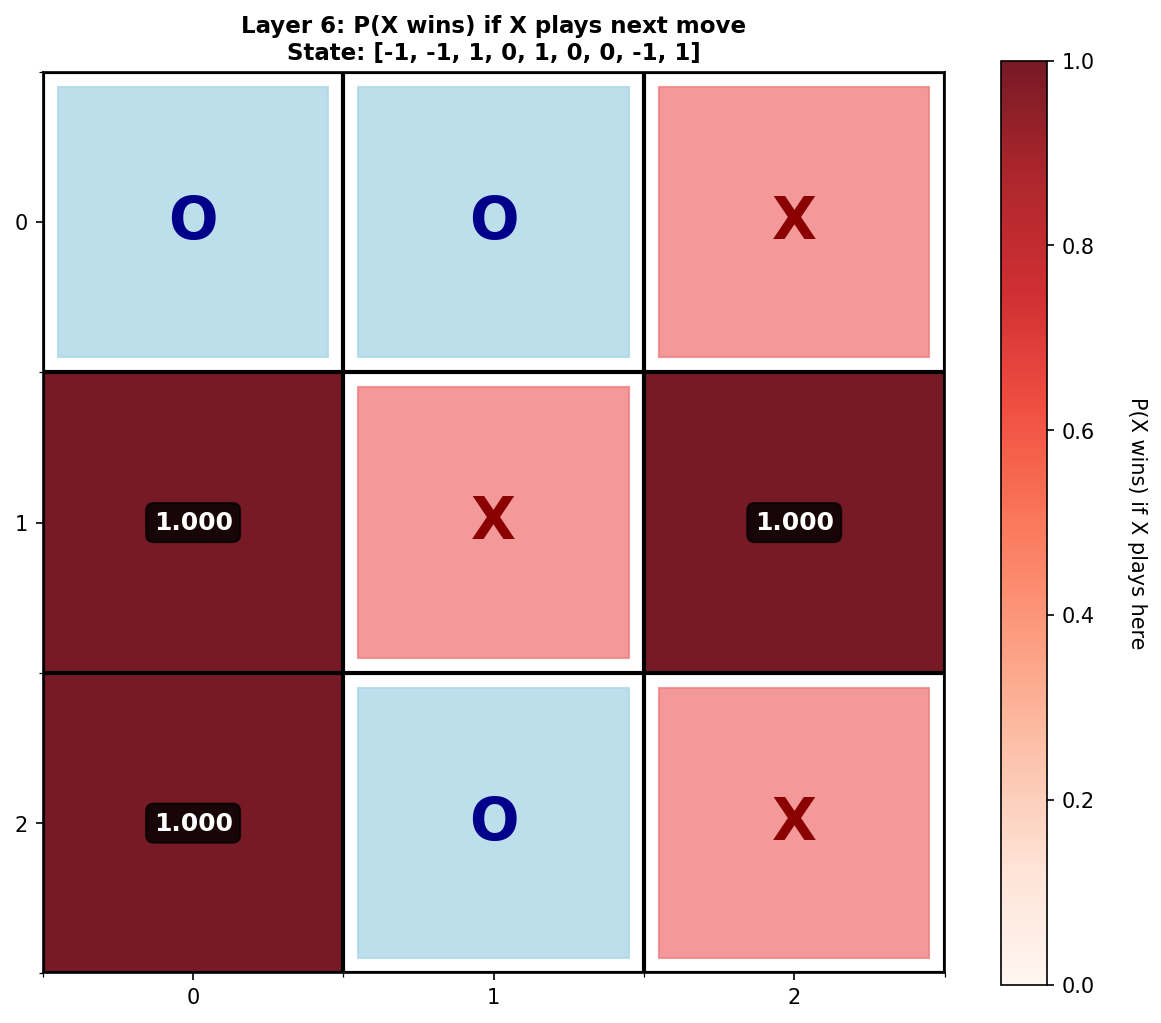 Layer 6: P(X wins) if X plays next move
State: [-1, -1, 1, 0, 1, 0, 0, -1, 1]
0
O
O
X
1
1.000
X
1.000
2
1.000
O
X
0
1
2
1.0
0.8
0.6
0.4
0.2
0.0
P(X wins) if X plays here